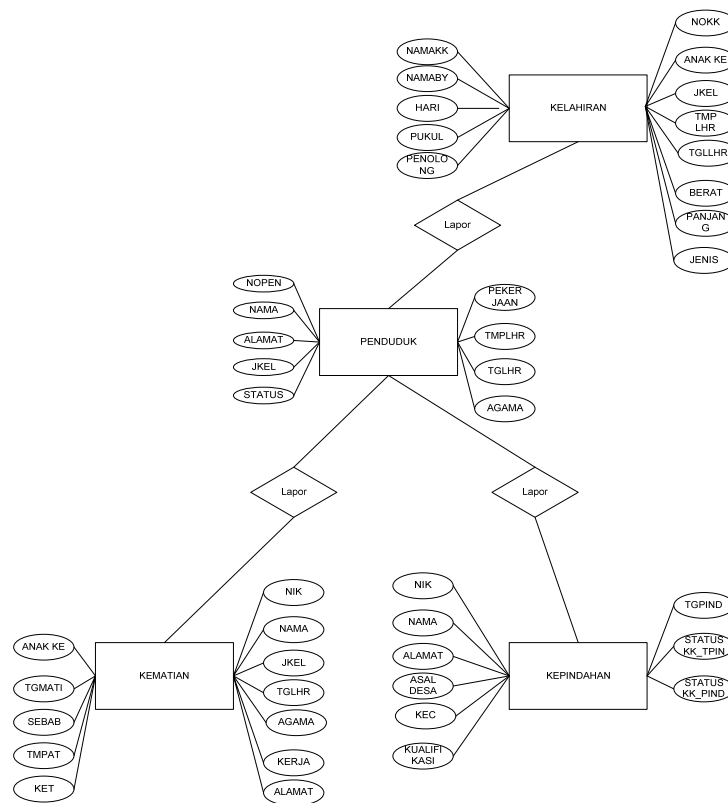 NOKK
NAMAKK
ANAK KE
NAMABY
JKEL
HARI
KELAHIRAN
TMP
LHR
PUKUL
TGLLHR
PENOLO
NG
BERAT
PANJAN
G
Lapor
JENIS
NOPEN
PEKER
JAAN
NAMA
TMPLHR
ALAMAT
PENDUDUK
JKEL
TGLHR
STATUS
AGAMA
Lapor
Lapor
NIK
NIK
TGPIND
NAMA
NAMA
ANAK KE
STATUS
KK_TPIN
ALAMAT
JKEL
KEMATIAN
KEPINDAHAN
ASAL
DESA
TGMATI
TGLHR
STATUS
KK_PIND
KEC
SEBAB
AGAMA
TMPAT
KUALIFI
KASI
KERJA
KET
ALAMAT